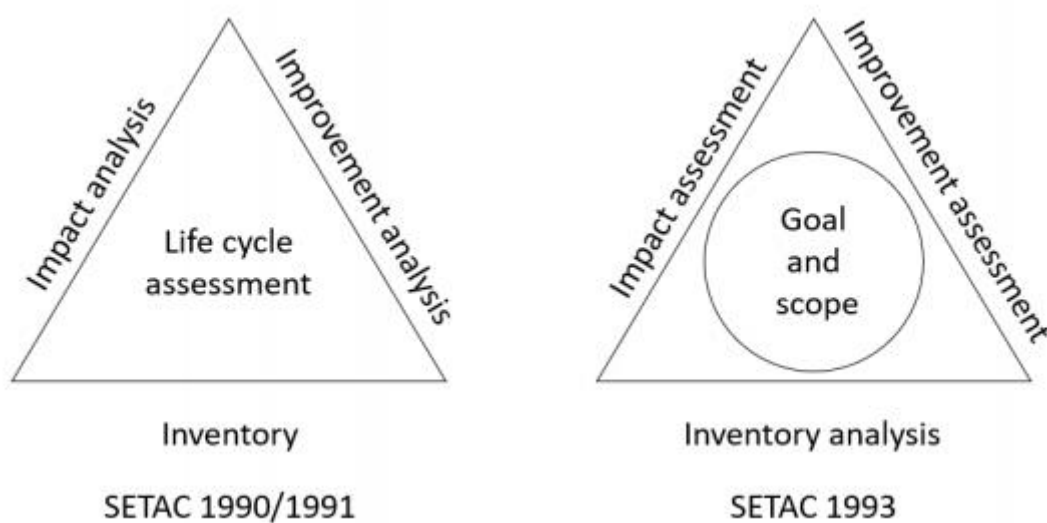 Impact analysis
Improvement analysis
Life cycle
assessment
Inventory
SETAC 1990/1991
Impact assessment
Improvement assessment
Goal
and
scope
Inventory analysis
SETAC 1993